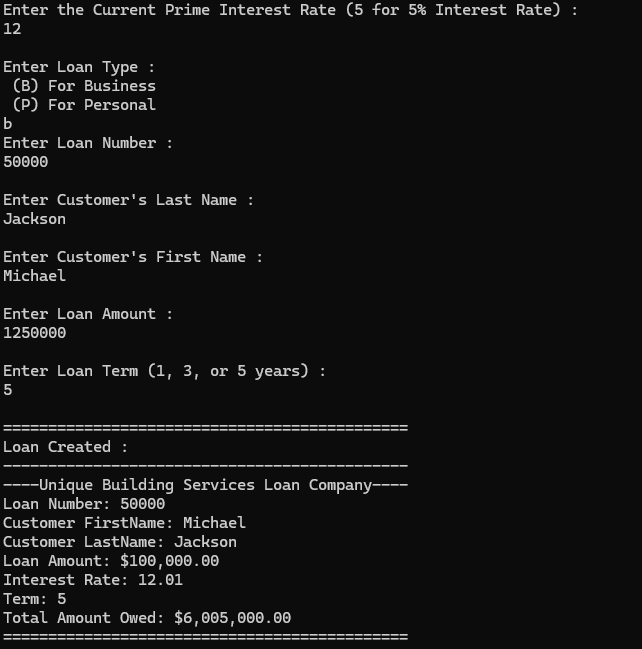 Enter the Current Prime Interest Rate (5 for 5% Interest Rate) :
12
Enter Loan Type :
(B) For Business
(P) For Personal
b
Enter Loan Number :
50000
Enter Customer's Last Name :
Jackson
Enter Customer's First Name :
Michael
Enter Loan Amount :
1250000
Enter Loan Term (1, 3, or 5 years) :
5
=============================================
Loan Created :
---------------------------------------------
----Unique Building Services Loan Company----
Loan Number: 50000
Customer FirstName: Michael
Customer LastName: Jackson
Loan Amount: $100,000.00
Interest Rate: 12.01
Term: 5
Total Amount Owed: $6,005,000.00
=============================================